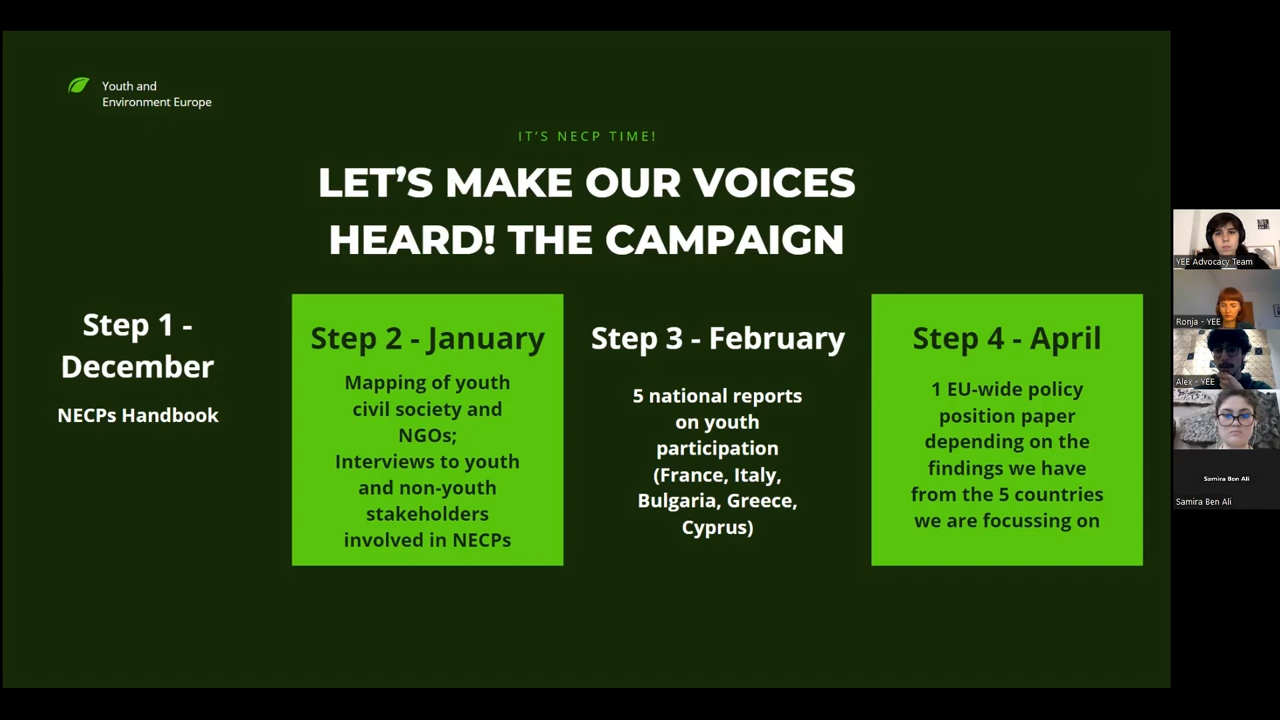 Youth and
Environment Europe
IT'S NECP TIME!
LET'S MAKE OUR VOICES
HEARD! THE CAMPAIGN
Step 1 -
December
NECPs Handbook
Step 2 - January
Mapping of youth
civil society and
NGOs;
Interviews to youth
and non-youth
stakeholders
involved in NECPs
Step 3 - February
5 national reports
on youth
participation
(France, Italy,
Bulgaria, Greece,
Cyprus)
Step 4 - April
1 EU-wide policy
position paper
depending on the
findings we have
from the 5 countries
we are focussing on
YEE Advocacy Team
Ronja - YEE
Alex - YEE
Samira Ben Ali
Samira Ben Ali